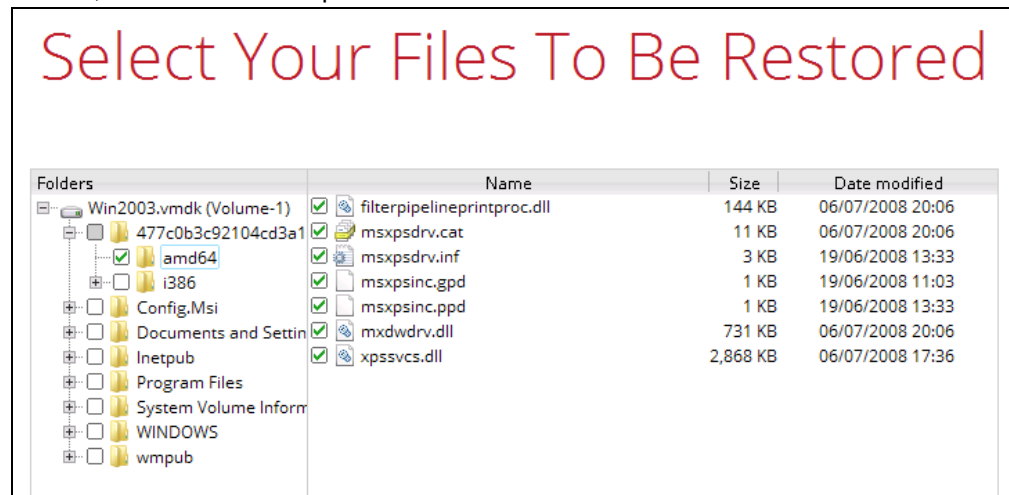 Select Your Files To Be Restored
Folders Name Size Date modified
Win2003.vmdk (Volume-1) filterpipelineprintproc.dll 144 KB 06/07/2008 20:06
477c0b3c92104cd3a1 msxpsdrv.cat 11 KB 06/07/2008 20:06
amd64 msxpsdrv.inf 3 KB 19/06/2008 13:33
i386 msxpsinc.gpd 1 KB 19/06/2008 11:03
Config.Msi msxpsinc.ppd 1 KB 19/06/2008 13:33
Documents and Settin mxdwdrv.dll 731 KB 06/07/2008 20:06
Inetpub xpssvcs.dll 2,868 KB 06/07/2008 17:36
Program Files
System Volume Inform
WINDOWS
wmpub